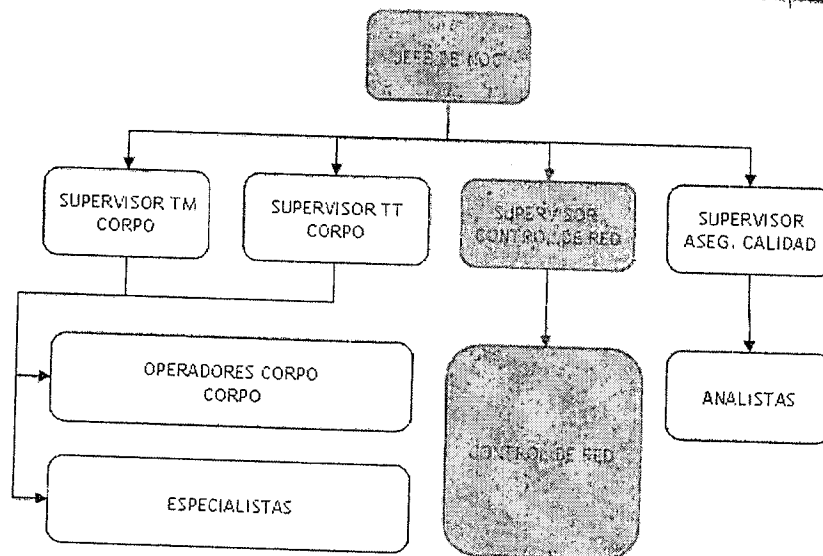 JEFE DE NOC
SUPERVISOR TM
CORPO
SUPERVISOR TT
CORPO
SUPERVISOR
CONTROL DE RED
SUPERVISOR
ASEG. CALIDAD
OPERADORES CORPO
CORPO
CONTROL DE RED
ANALISTAS
ESPECIALISTAS